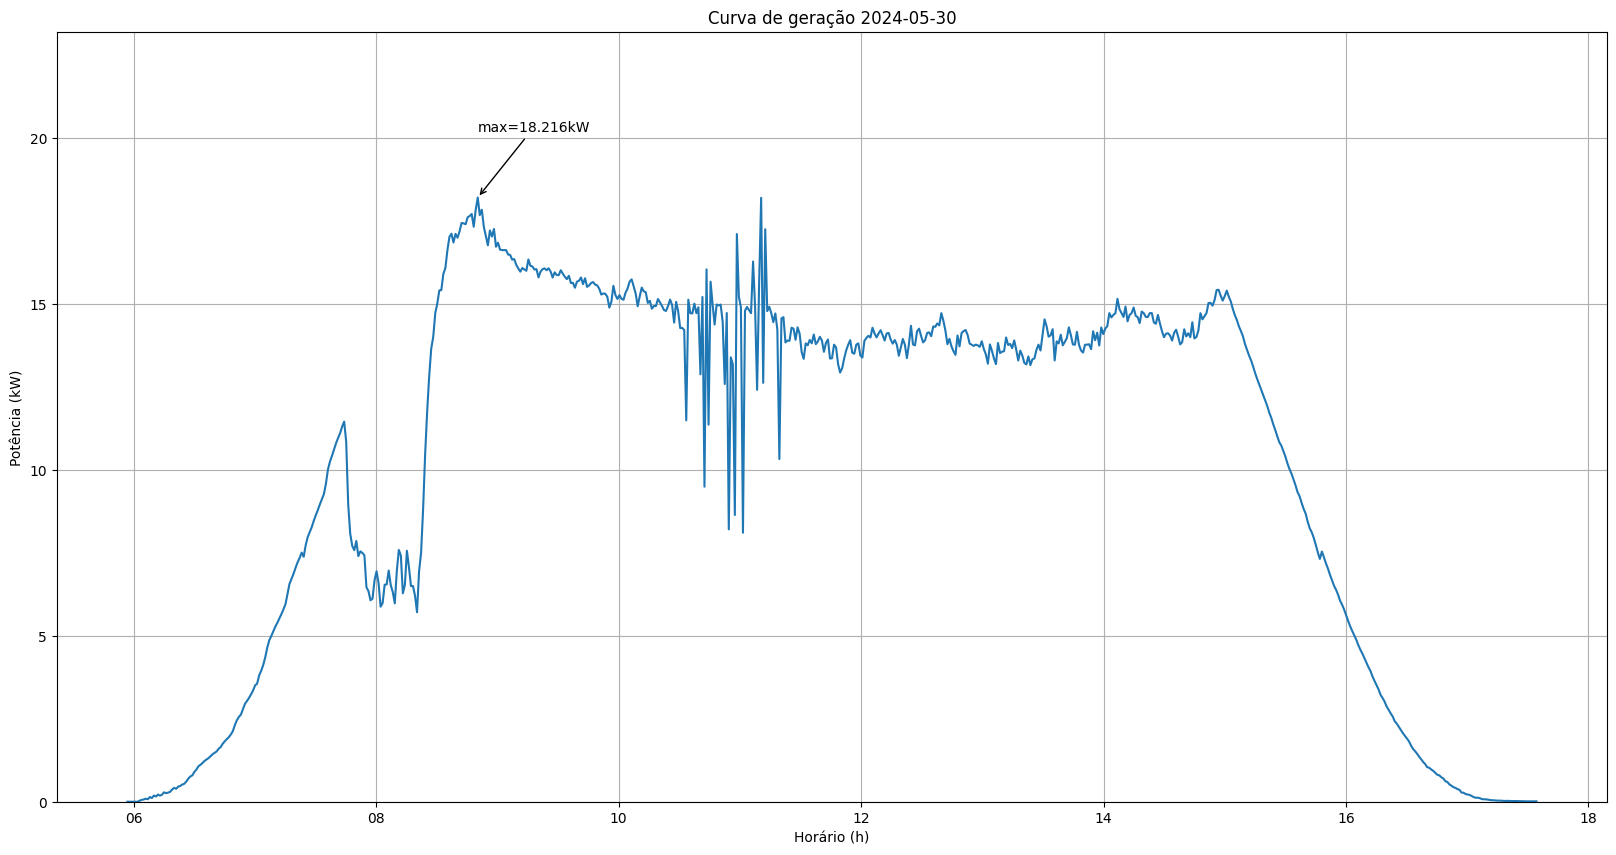 Curva de geração 2024-05-30
max=18.216kW
Potência (kW)
20
15
10
5
0
06 08 10 12 14 16 18
Horário (h)